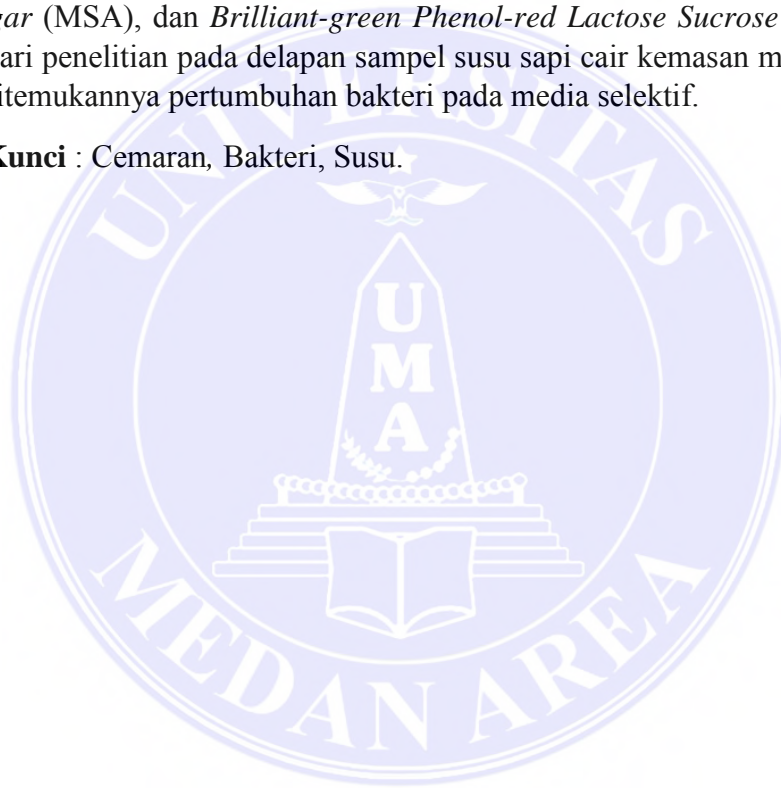 gar (MSA), dan Brilliant-green Phenol-red Lactose Sucrose
ari penelitian pada delapan sampel susu sapi cair kemasan m
itemukannya pertumbuhan bakteri pada media selektif.
Kunci : Cemaran, Bakteri, Susu.
UNIVERSITAS
U
M
A
MEDAN AREA